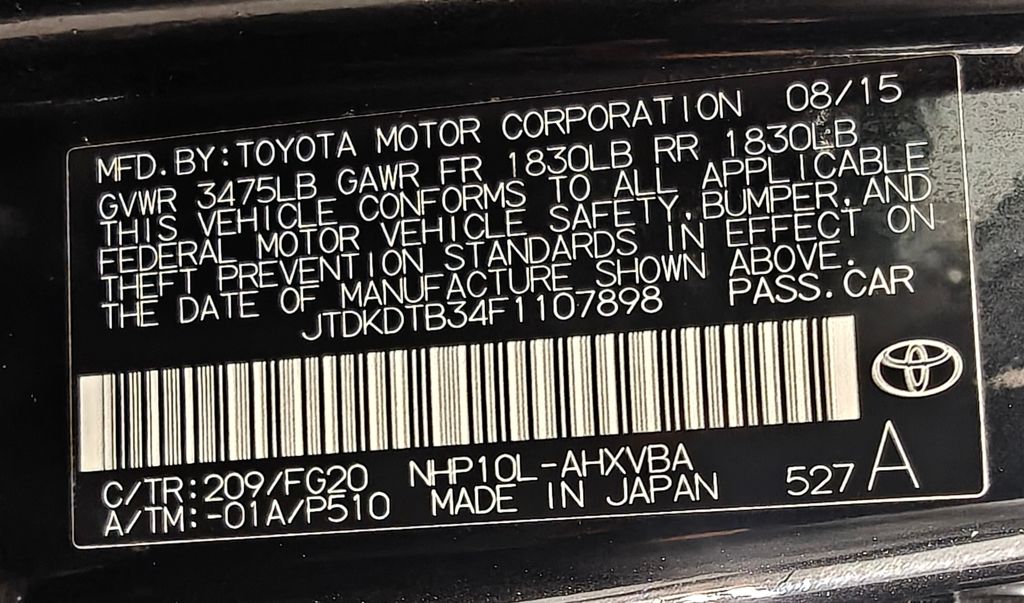 MFD.BY:TOYOTA MOTOR CORPORATION 08/15
GVWR 3475LB GAWR FR 1830LB RR 1830LB
THIS VEHICLE CONFORMS TO ALL APPLICABLE
FEDERAL MOTOR VEHICLE SAFETY,BUMPER,AND
THEFT PREVENTION STANDARDS IN EFFECT ON
THE DATE OF MANUFACTURE SHOWN ABOVE.
JTDKDTB34F1107898 PASS.CAR
C/TR:209/FG20 NHP10L-AHXVBA
A/TM:-01A/P510 MADE IN JAPAN 527 A